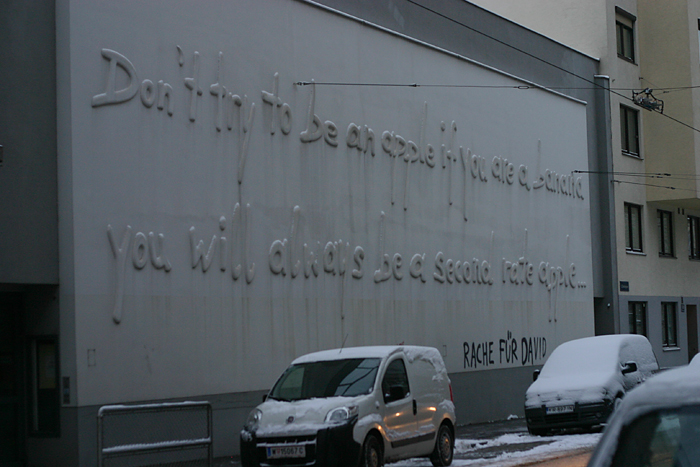 Don't try to be an apple if you are a banana
You will always be a second rate apple...
RACHE FÜR DAVID